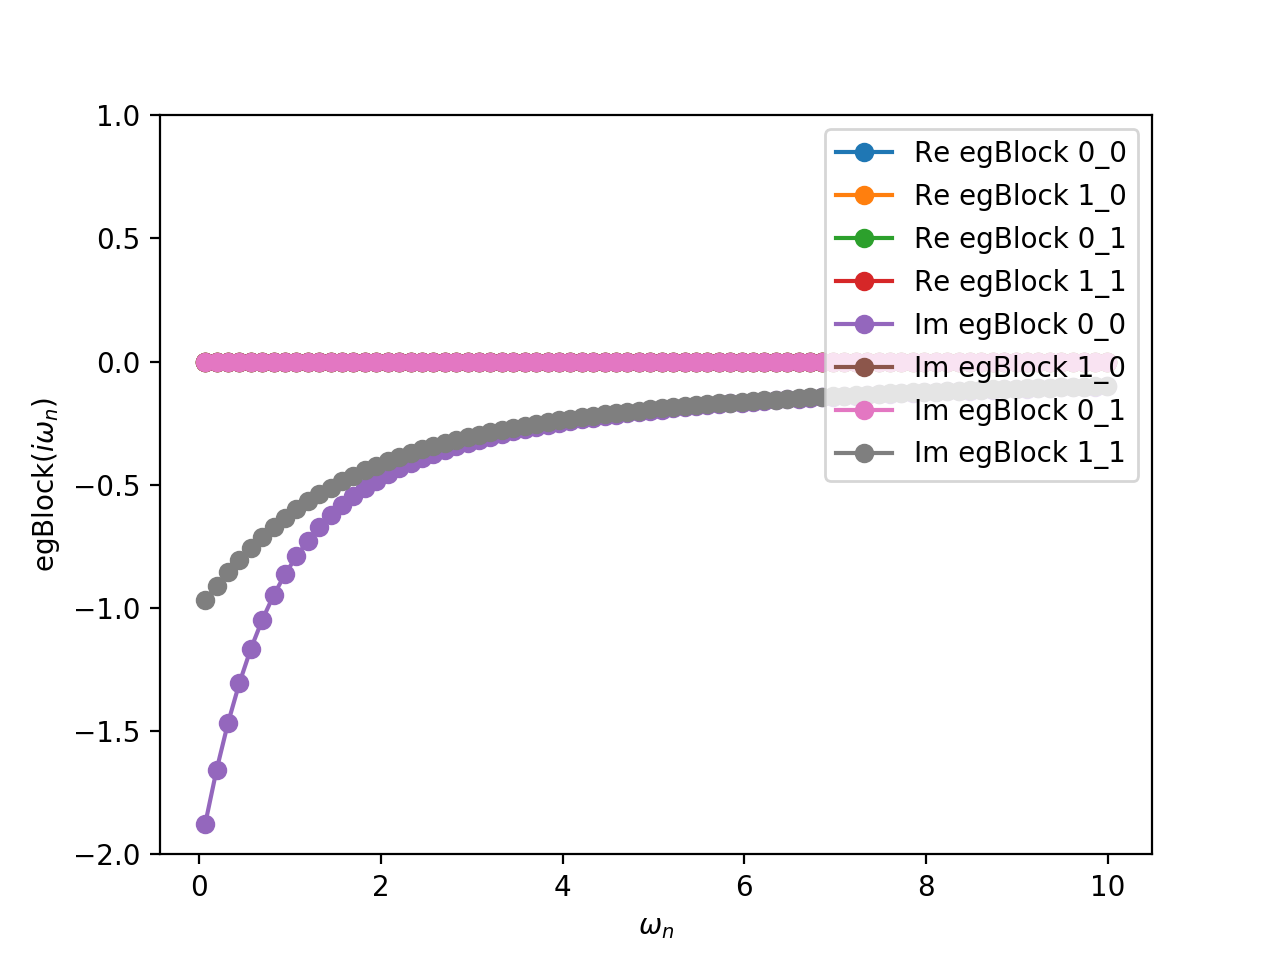 1.0
0.5
0.0
−0.5
−1.0
−1.5
−2.0
egBlock(iωₙ)
Re egBlock 0_0
Re egBlock 1_0
Re egBlock 0_1
Re egBlock 1_1
Im egBlock 0_0
Im egBlock 1_0
Im egBlock 0_1
Im egBlock 1_1
0 2 4 6 8 10
ωₙ